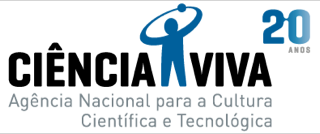 20
ANOS
CIÊNCIA VIVA
Agência Nacional para a Cultura
Científica e Tecnológica